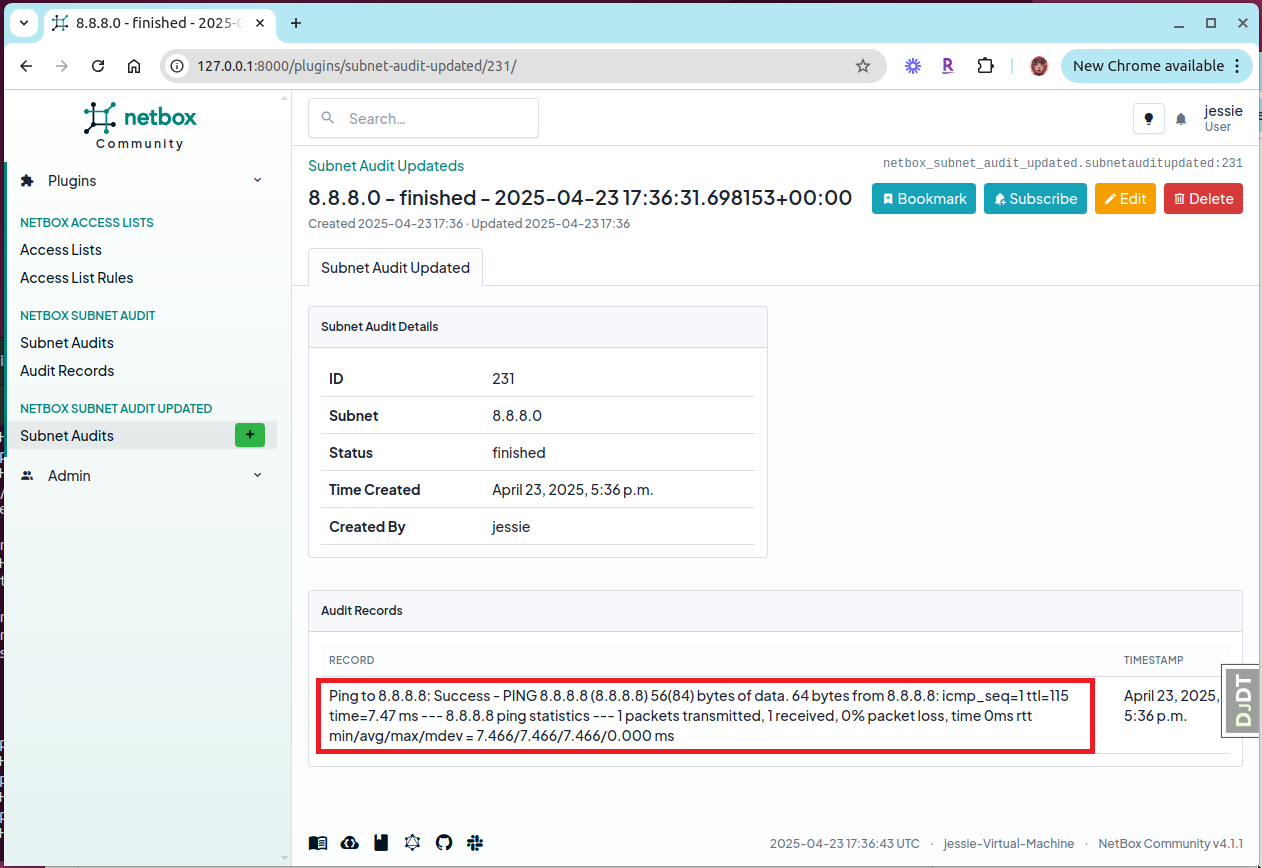 8.8.8.0 - finished - 2025-0
127.0.0.1:8000/plugins/subnet-audit-updated/231/
New Chrome available
netbox
Community
Plugins
NETBOX ACCESS LISTS
Access Lists
Access List Rules
NETBOX SUBNET AUDIT
Subnet Audits
Audit Records
NETBOX SUBNET AUDIT UPDATED
Subnet Audits
+
Admin
Search...
jessie
User
Subnet Audit Updateds
netbox_subnet_audit_updated.subnetauditupdated:231
8.8.8.0 - finished - 2025-04-23 17:36:31.698153+00:00
Bookmark
Subscribe
Edit
Delete
Created 2025-04-23 17:36 · Updated 2025-04-23 17:36
Subnet Audit Updated
Subnet Audit Details
ID 231
Subnet 8.8.8.0
Status finished
Time Created April 23, 2025, 5:36 p.m.
Created By jessie
Audit Records
RECORD TIMESTAMP
Ping to 8.8.8.8: Success - PING 8.8.8.8 (8.8.8.8) 56(84) bytes of data. 64 bytes from 8.8.8.8: icmp_seq=1 ttl=115
time=7.47 ms --- 8.8.8.8 ping statistics --- 1 packets transmitted, 1 received, 0% packet loss, time 0ms rtt
min/avg/max/mdev = 7.466/7.466/7.466/0.000 ms
April 23, 2025,
5:36 p.m.
DJDT
2025-04-23 17:36:43 UTC · jessie-Virtual-Machine · NetBox Community v4.1.1